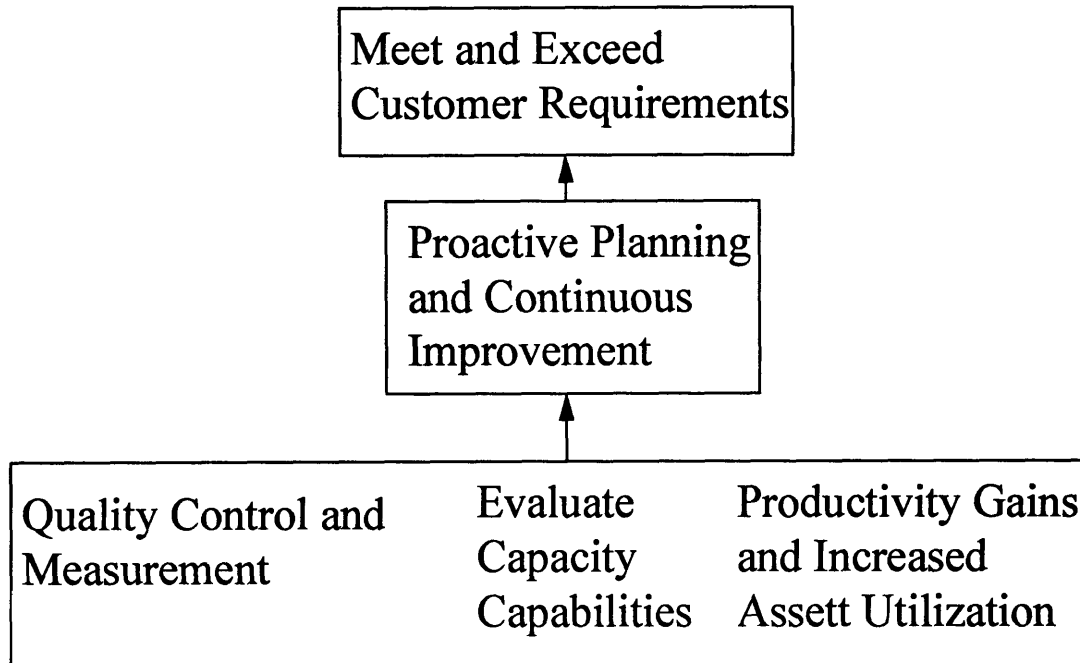 Meet and Exceed
Customer Requirements
Proactive Planning
and Continuous
Improvement
Quality Control and
Measurement
Evaluate
Capacity
Capabilities
Productivity Gains
and Increased
Assett Utilization